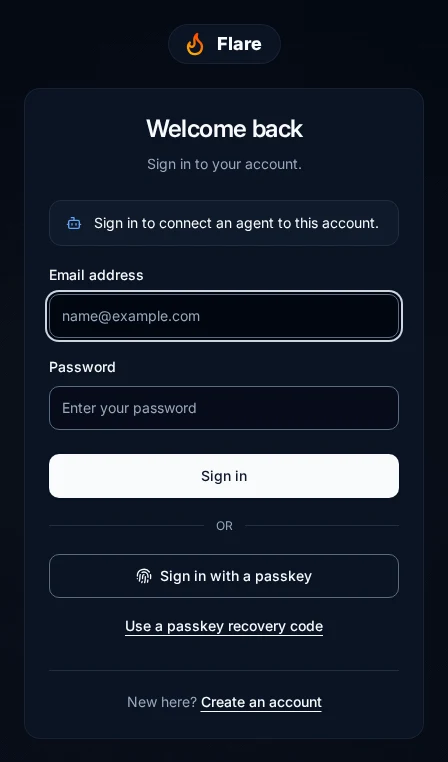 Flare
Welcome back
Sign in to your account.
Sign in to connect an agent to this account.
Email address
name@example.com
Password
Enter your password
Sign in
OR
Sign in with a passkey
Use a passkey recovery code
New here? Create an account